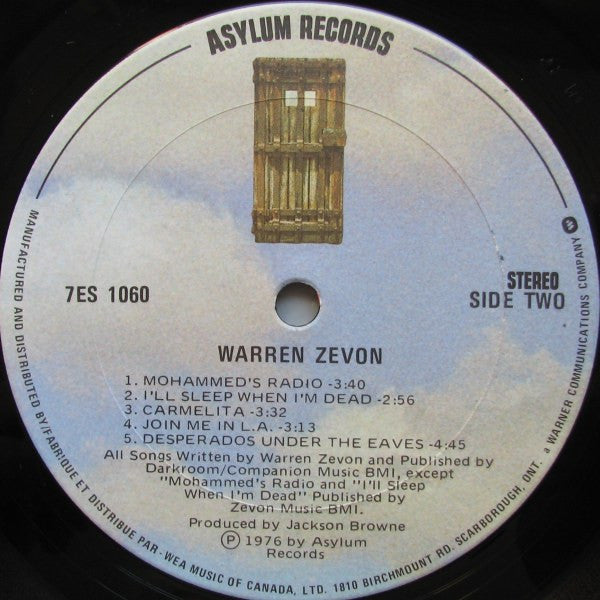 ASYLUM RECORDS
7ES 1060
STEREO
SIDE TWO
WARREN ZEVON
1. MOHAMMED'S RADIO -3:40
2. I'LL SLEEP WHEN I'M DEAD -2:56
3. CARMELITA -3:32
4. JOIN ME IN L.A. -3:13
5. DESPERADOS UNDER THE EAVES -4:45
All Songs Written by Warren Zevon and Published by
Darkroom/Companion Music BMI, except
"Mohammed's Radio and "I'll Sleep
When I'm Dead" Published by
Zevon Music BMI.
Produced by Jackson Browne
Ⓟ 1976 by Asylum
Records
MANUFACTURED AND DISTRIBUTED BY/FABRIQUE ET DISTRIBUE PAR-WEA MUSIC OF CANADA, LTD. 1810 BIRCHMOUNT RD. SCARBOROUGH, ONT. a WARNER COMMUNICATIONS COMPANY